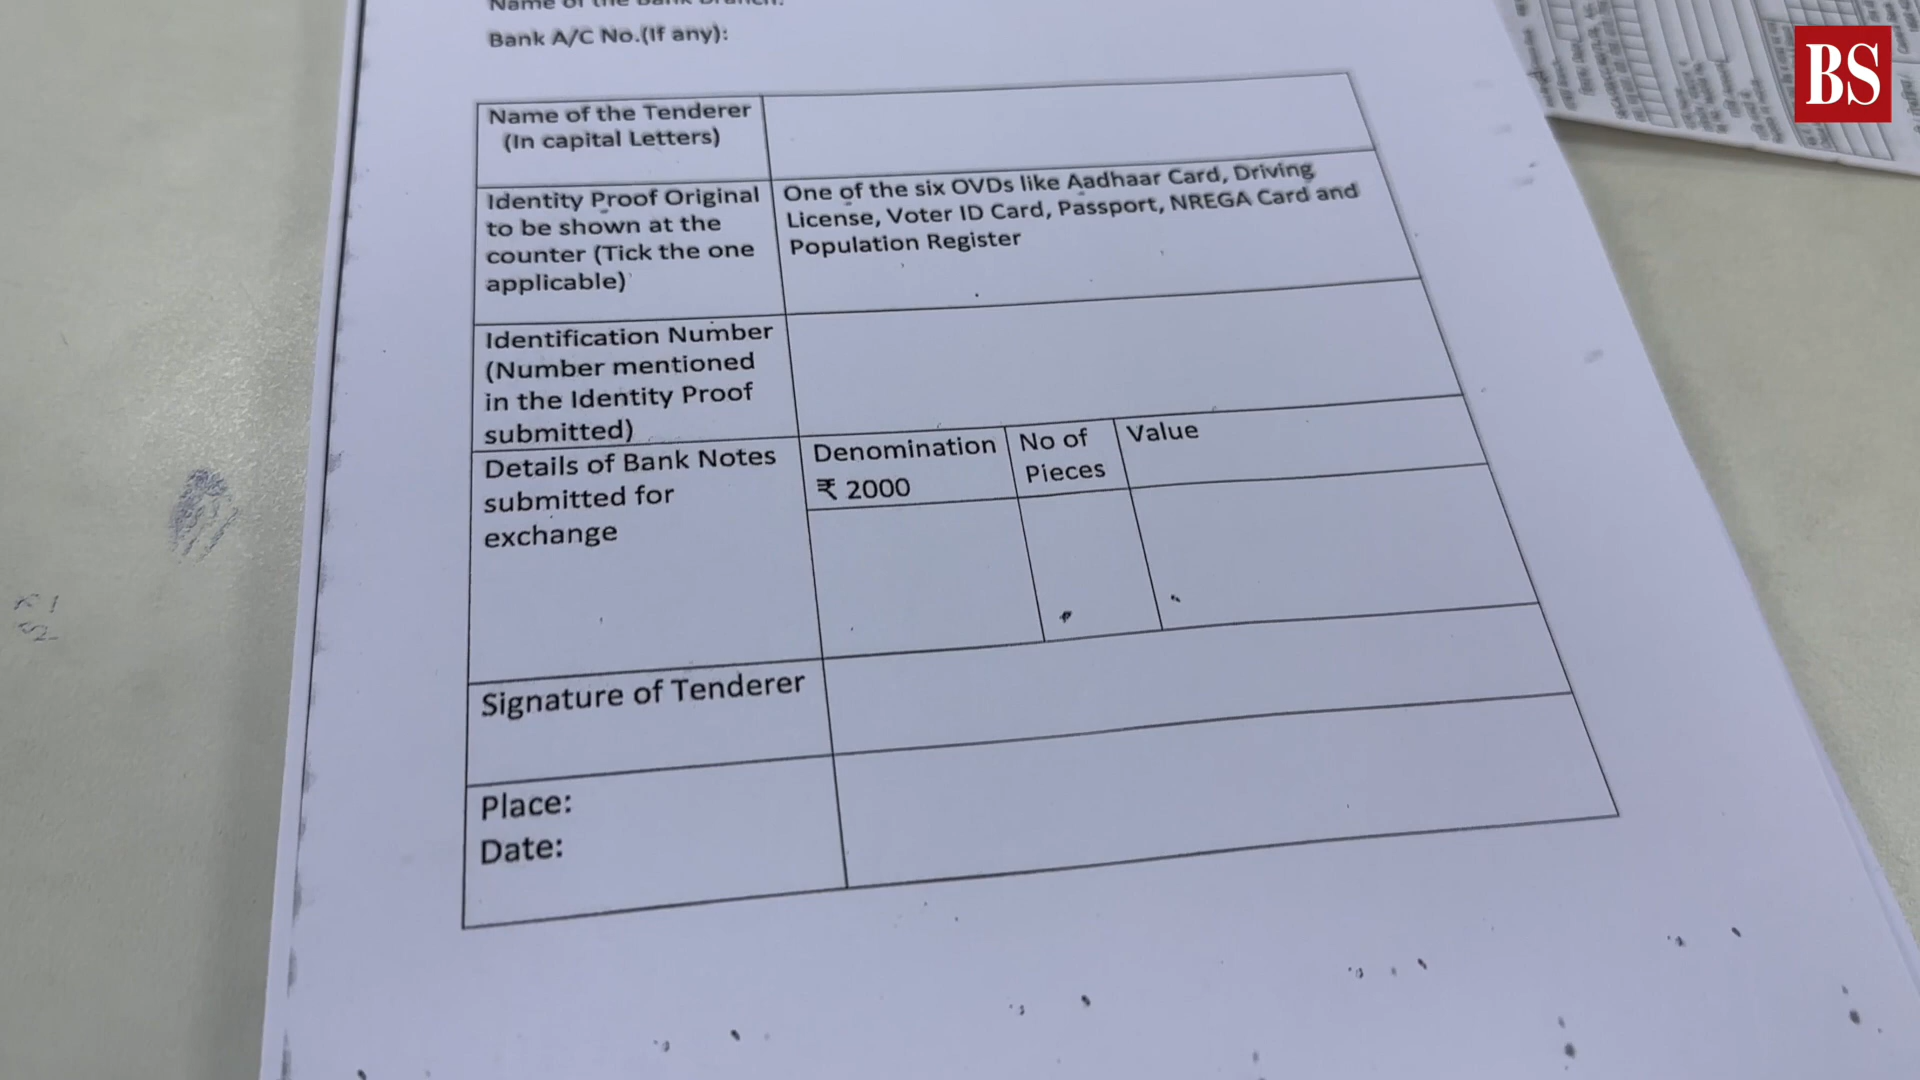 Name of the Bank Branch:
Bank A/C No.(If any):
BS
Name of the Tenderer
(In capital Letters)
Identity Proof Original
to be shown at the
counter (Tick the one
applicable)
One of the six OVDs like Aadhaar Card, Driving
License, Voter ID Card, Passport, NREGA Card and
Population Register
Identification Number
(Number mentioned
in the Identity Proof
submitted)
Details of Bank Notes
submitted for
exchange
Denomination
₹ 2000
No of
Pieces
Value
Signature of Tenderer
Place:
Date: